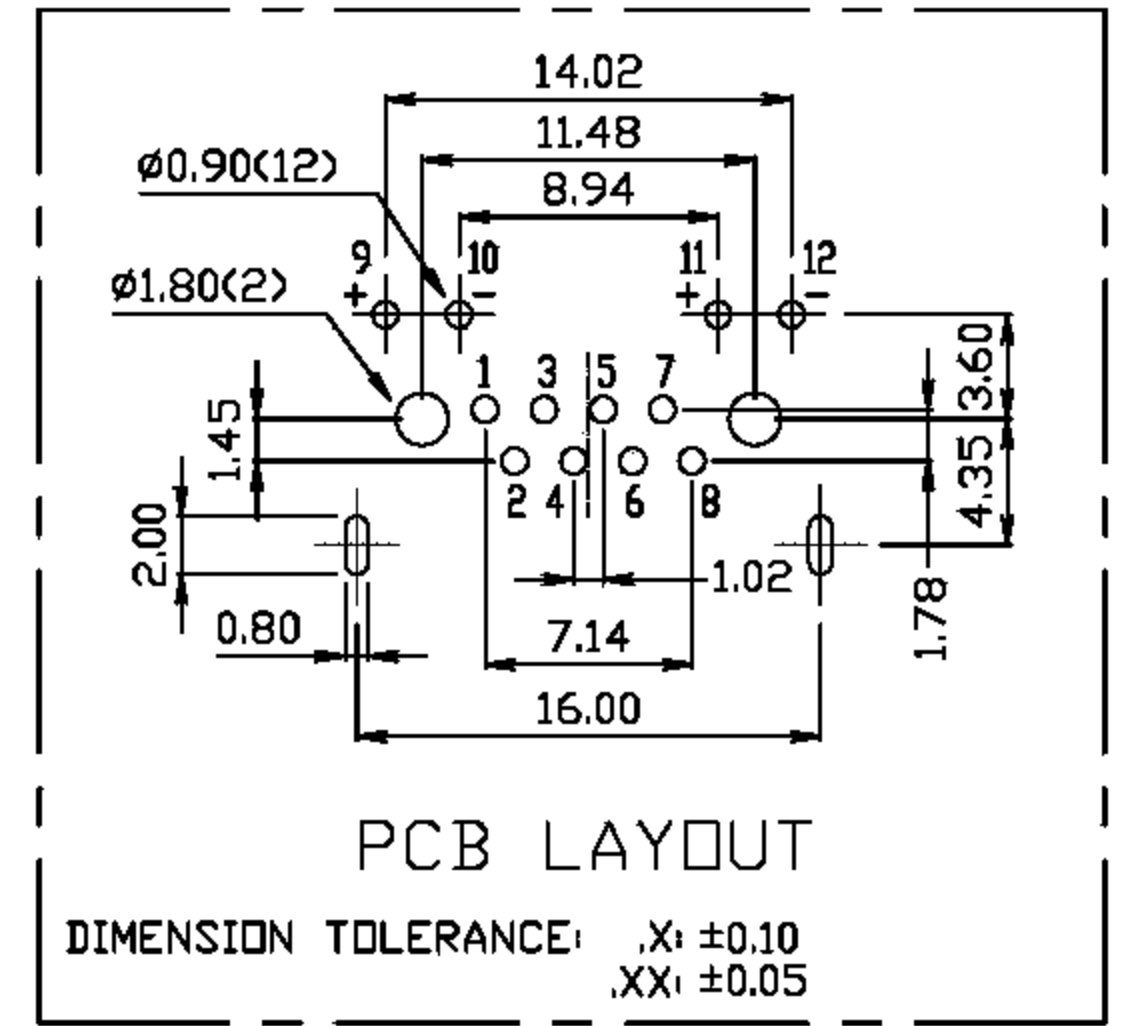 14.02
11.48
ø0.90(12)
8.94
9 10 11 12
ø1.80(2)
+ - + -
3.60
1 3 5 7
1.45
4.35
2 4 6 8
2.00
1.02
1.78
0.80
7.14
16.00
PCB LAYOUT
DIMENSION TOLERANCE: .X: ±0.10
.XX: ±0.05